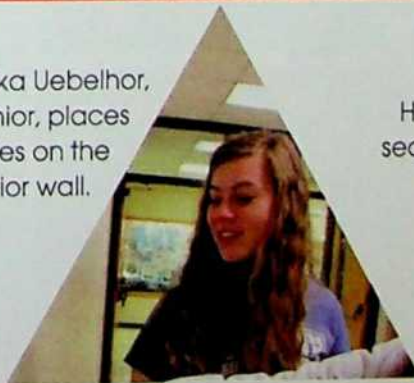 ka Uebelhor,
nior, places
es on the
ior wall.
H
sec